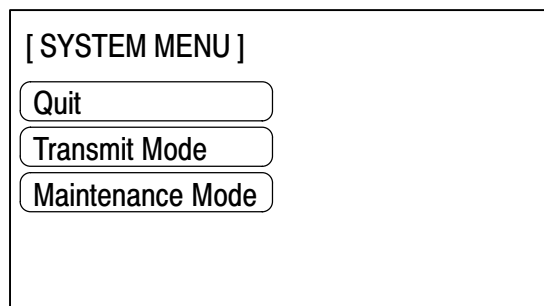 [ SYSTEM MENU ]
Quit
Transmit Mode
Maintenance Mode